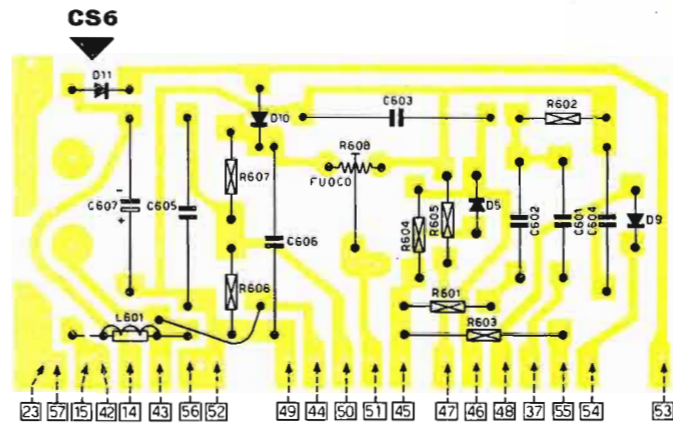 CS6
D11
D10
C603
R602
R608
FUOCO
R607
C607
-
+
C605
C606
R604
R605
D5
C602
C601
C604
D9
R606
R601
L601
R603
23 57 15 42 14 43 56 52 49 44 50 51 45 47 46 48 37 55 54 53